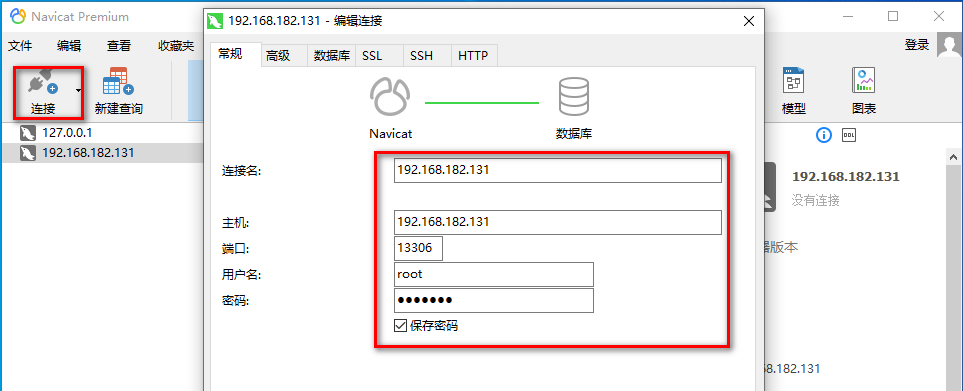 Navicat Premium
192.168.182.131 - 编辑连接
文件 编辑 查看 收藏夹
登录
常规 高级 数据库 SSL SSH HTTP
连接 新建查询
模型 图表
Navicat 数据库
127.0.0.1
192.168.182.131
DDL
连接名: 192.168.182.131
192.168.182.131
没有连接
主机: 192.168.182.131
端口: 13306
器版本
用户名: root
密码: ●●●●●●●
保存密码
.182.131